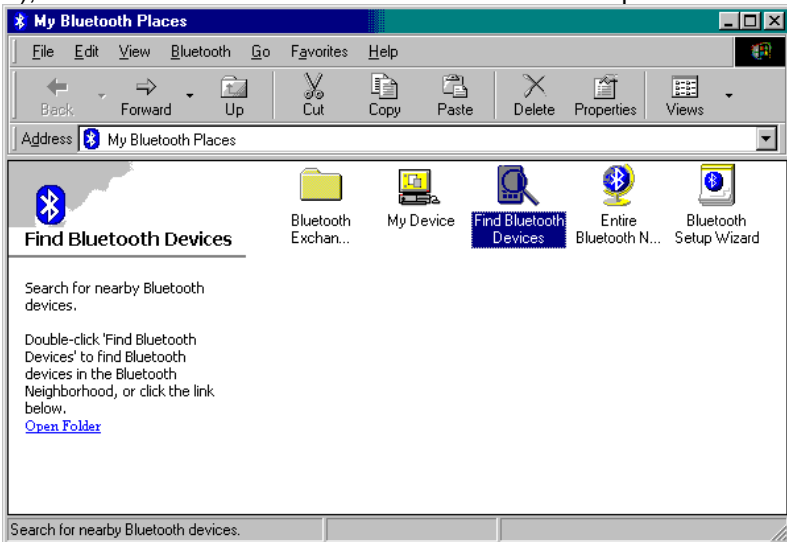 My Bluetooth Places
File Edit View Bluetooth Go Favorites Help
Back Forward Up Cut Copy Paste Delete Properties Views
Address My Bluetooth Places
Find Bluetooth Devices
Search for nearby Bluetooth
devices.
Double-click 'Find Bluetooth
Devices' to find Bluetooth
devices in the Bluetooth
Neighborhood, or click the link
below.
Open Folder
Bluetooth
Exchan...
My Device
Find Bluetooth
Devices
Entire
Bluetooth N...
Bluetooth
Setup Wizard
Search for nearby Bluetooth devices.